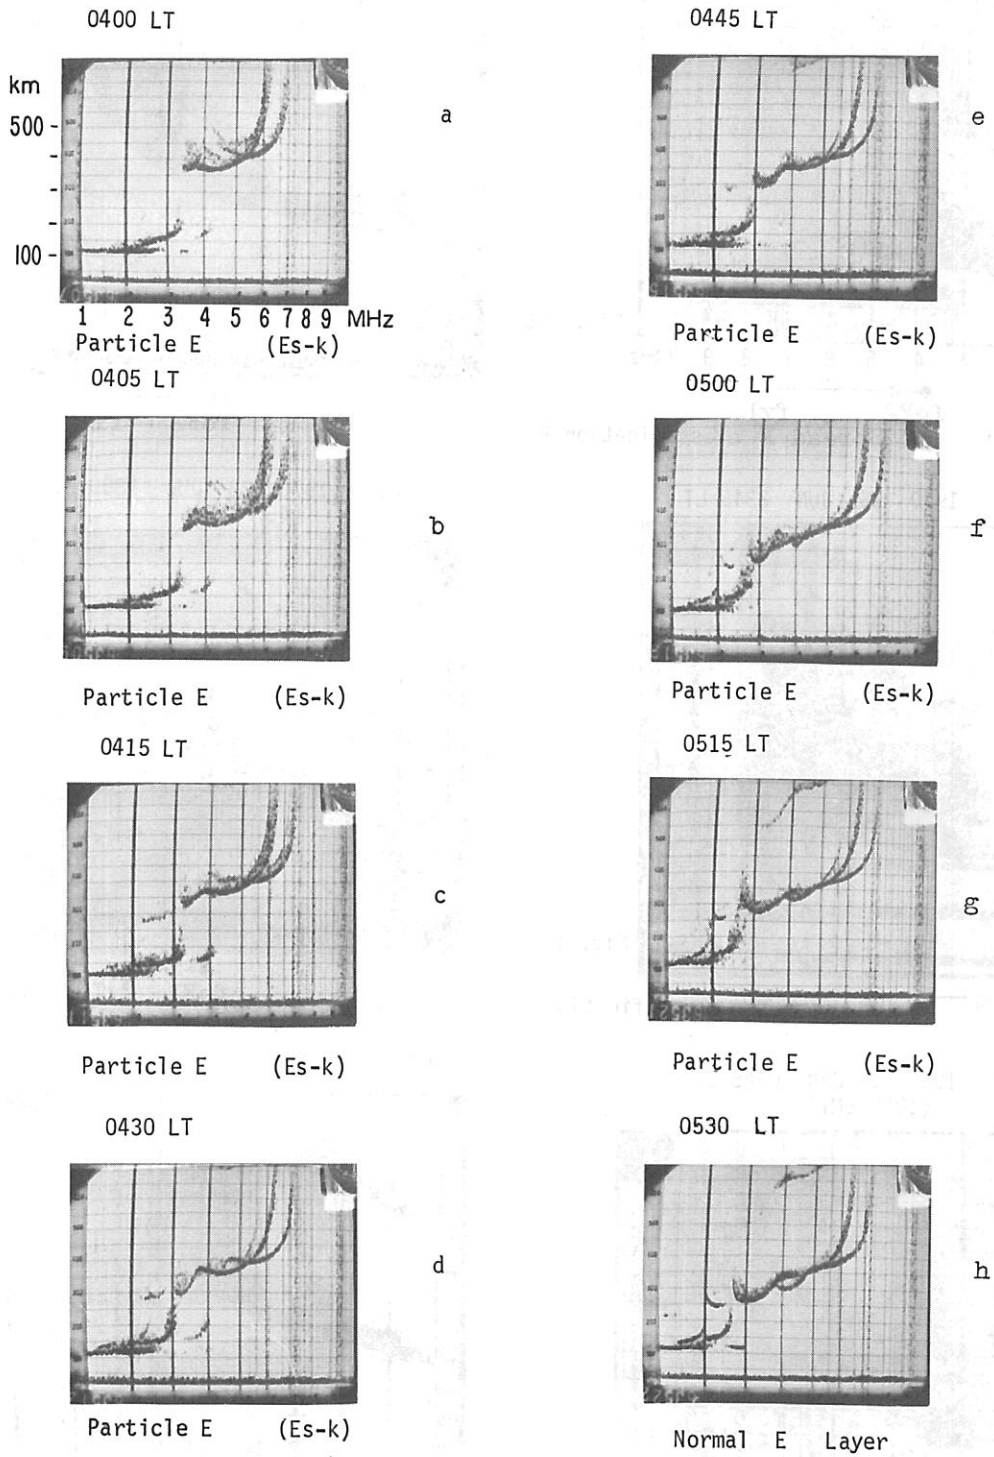 0400 LT
km
500
100
1 2 3 4 5 6 7 8 9 MHz
Particle E (Es-k)
a
0405 LT
b
Particle E (Es-k)
0415 LT
c
Particle E (Es-k)
0430 LT
d
Particle E (Es-k)
0445 LT
e
Particle E (Es-k)
0500 LT
f
Particle E (Es-k)
0515 LT
g
Particle E (Es-k)
0530 LT
h
Normal E Layer